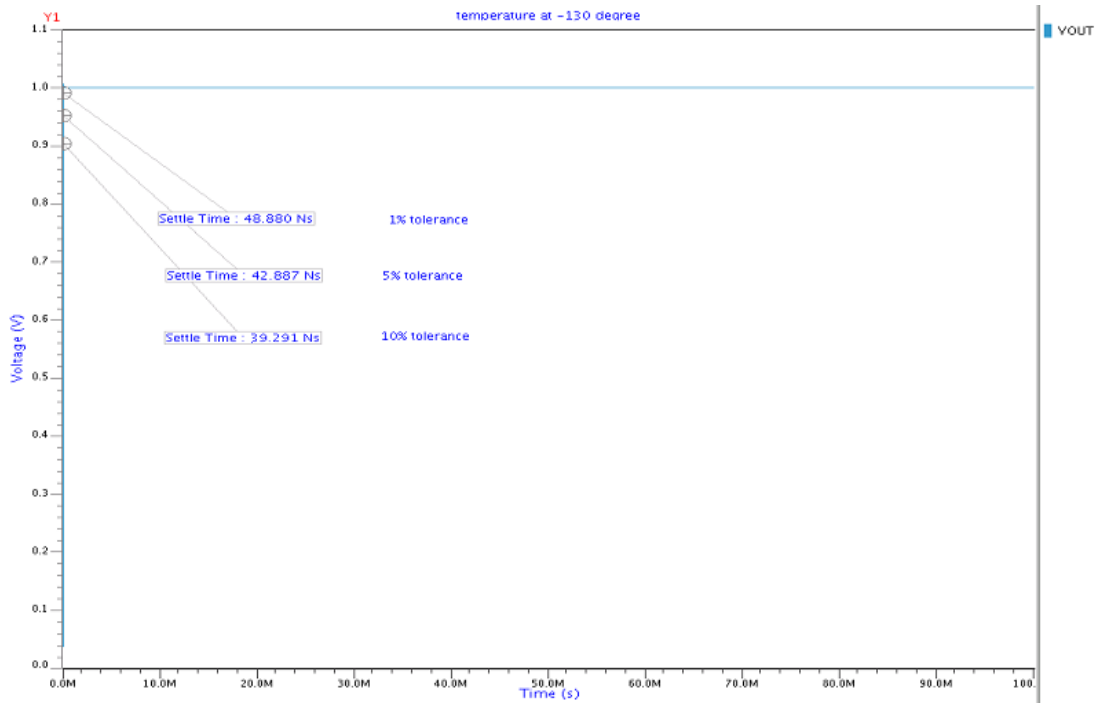 temperature at -130 degree
Y1
VOUT
1.1
1.0
0.9
0.8
Settle Time : 48.880 Ns 1% tolerance
0.7
Settle Time : 42.887 Ns 5% tolerance
0.6
Settle Time : 39.291 Ns 10% tolerance
0.5
0.4
0.3
0.2
0.1
0.0
Voltage (V)
0.0M 10.0M 20.0M 30.0M 40.0M 50.0M 60.0M 70.0M 80.0M 90.0M 100.
Time (s)